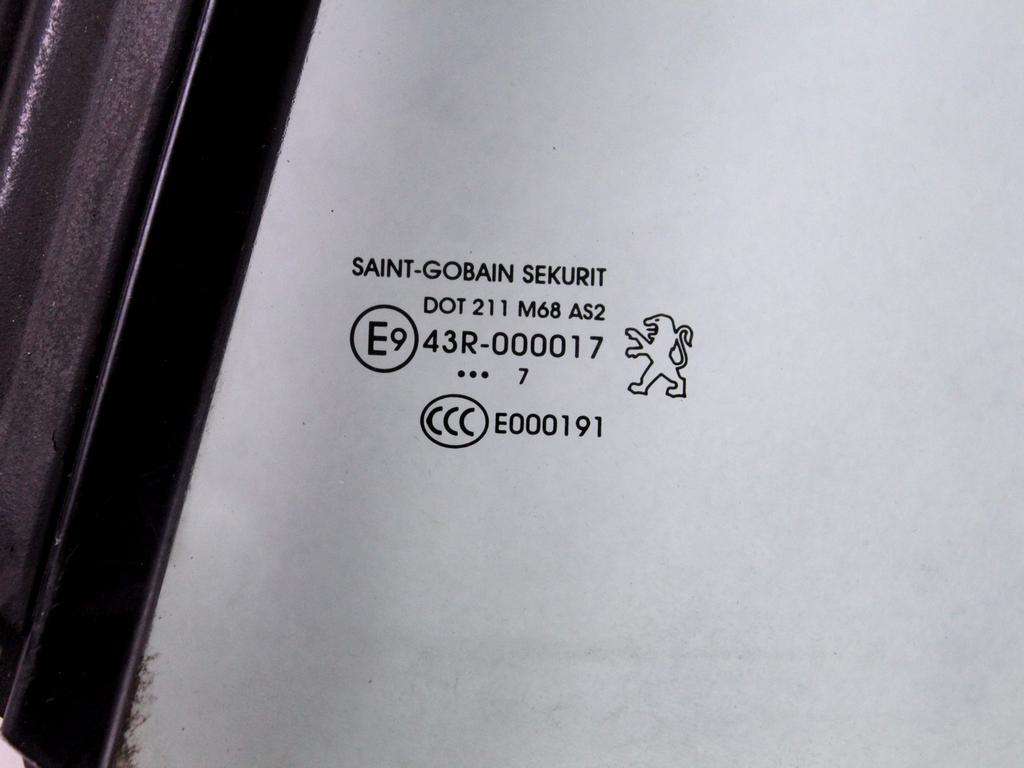 SAINT-GOBAIN SEKURIT
DOT 211 M68 AS2
E9 43R-000017
••• 7
CCC E000191